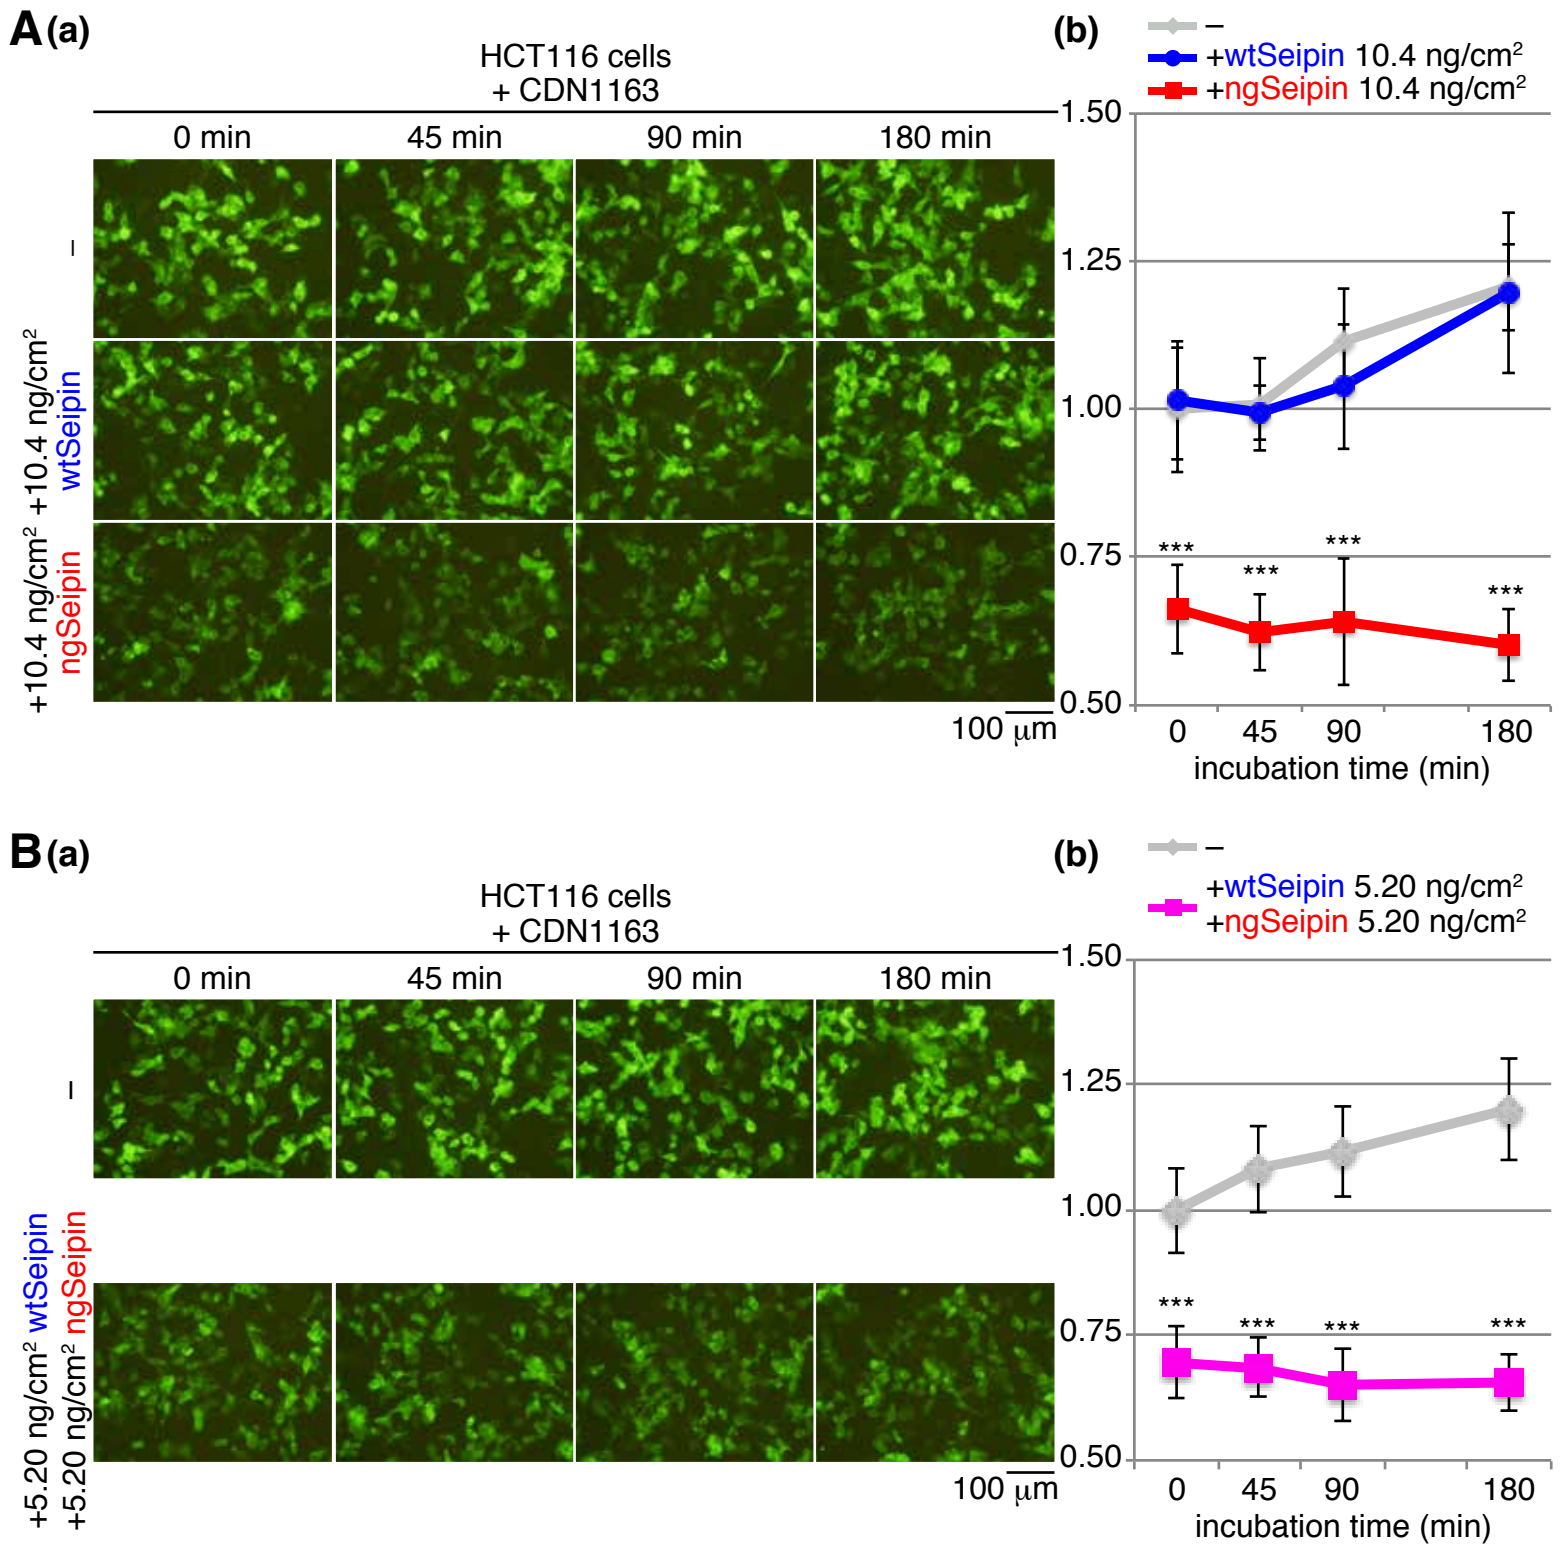 A (a)
HCT116 cells
+ CDN1163
0 min 45 min 90 min 180 min
–
+10.4 ng/cm²
wtSeipin
+10.4 ng/cm²
ngSeipin
100 μm
(b)
–
+wtSeipin 10.4 ng/cm²
+ngSeipin 10.4 ng/cm²
1.50
1.25
1.00
0.75
0.50
*** *** *** ***
0 45 90 180
incubation time (min)
B (a)
HCT116 cells
+ CDN1163
0 min 45 min 90 min 180 min
–
+5.20 ng/cm² wtSeipin
+5.20 ng/cm² ngSeipin
100 μm
(b)
–
+wtSeipin 5.20 ng/cm²
+ngSeipin 5.20 ng/cm²
1.50
1.25
1.00
0.75
0.50
*** *** *** ***
0 45 90 180
incubation time (min)